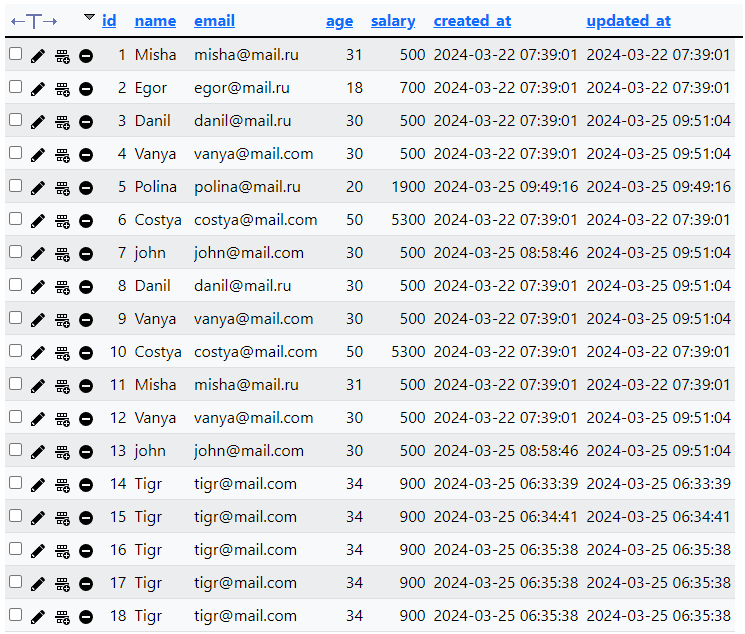 id name email age salary created_at updated_at
1 Misha misha@mail.ru 31 500 2024-03-22 07:39:01 2024-03-22 07:39:01
2 Egor egor@mail.ru 18 700 2024-03-22 07:39:01 2024-03-22 07:39:01
3 Danil danil@mail.ru 30 500 2024-03-22 07:39:01 2024-03-25 09:51:04
4 Vanya vanya@mail.com 30 500 2024-03-22 07:39:01 2024-03-25 09:51:04
5 Polina polina@mail.ru 20 1900 2024-03-25 09:49:16 2024-03-25 09:49:16
6 Costya costya@mail.com 50 5300 2024-03-22 07:39:01 2024-03-22 07:39:01
7 john john@mail.com 30 500 2024-03-25 08:58:46 2024-03-25 09:51:04
8 Danil danil@mail.ru 30 500 2024-03-22 07:39:01 2024-03-25 09:51:04
9 Vanya vanya@mail.com 30 500 2024-03-22 07:39:01 2024-03-25 09:51:04
10 Costya costya@mail.com 50 5300 2024-03-22 07:39:01 2024-03-22 07:39:01
11 Misha misha@mail.ru 31 500 2024-03-22 07:39:01 2024-03-22 07:39:01
12 Vanya vanya@mail.com 30 500 2024-03-22 07:39:01 2024-03-25 09:51:04
13 john john@mail.com 30 500 2024-03-25 08:58:46 2024-03-25 09:51:04
14 Tigr tigr@mail.com 34 900 2024-03-25 06:33:39 2024-03-25 06:33:39
15 Tigr tigr@mail.com 34 900 2024-03-25 06:34:41 2024-03-25 06:34:41
16 Tigr tigr@mail.com 34 900 2024-03-25 06:35:38 2024-03-25 06:35:38
17 Tigr tigr@mail.com 34 900 2024-03-25 06:35:38 2024-03-25 06:35:38
18 Tigr tigr@mail.com 34 900 2024-03-25 06:35:38 2024-03-25 06:35:38